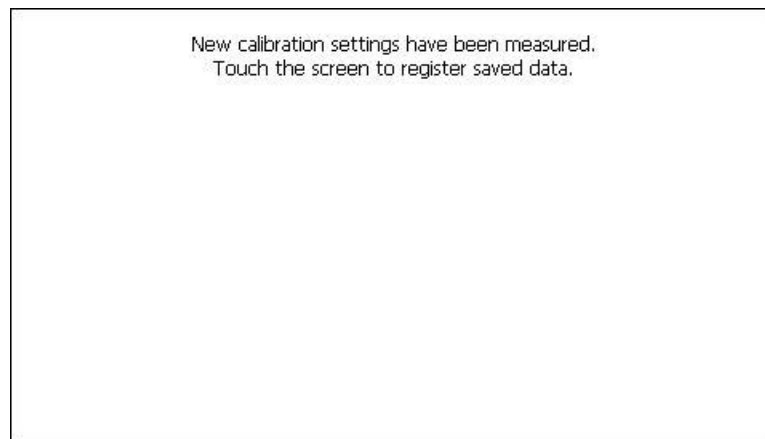 New calibration settings have been measured.
Touch the screen to register saved data.